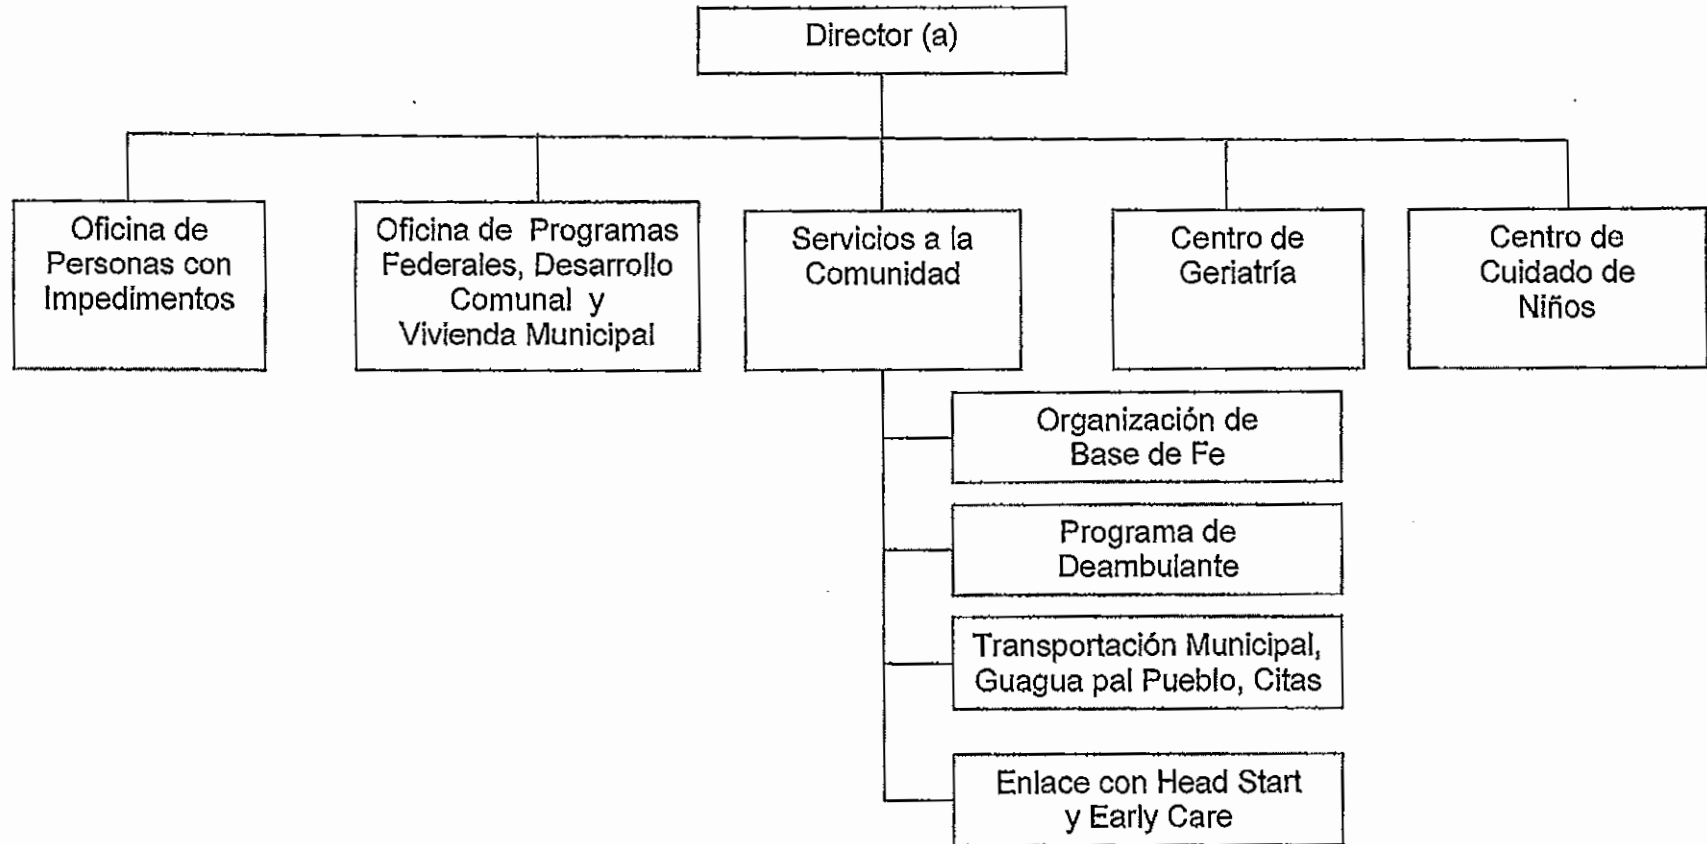 Director (a)
Oficina de
Personas con
Impedimentos
Oficina de Programas
Federales, Desarrollo
Comunal y
Vivienda Municipal
Servicios a la
Comunidad
Centro de
Geriatría
Centro de
Cuidado de
Niños
Organización de
Base de Fe
Programa de
Deambulante
Transportación Municipal,
Guagua pal Pueblo, Citas
Enlace con Head Start
y Early Care